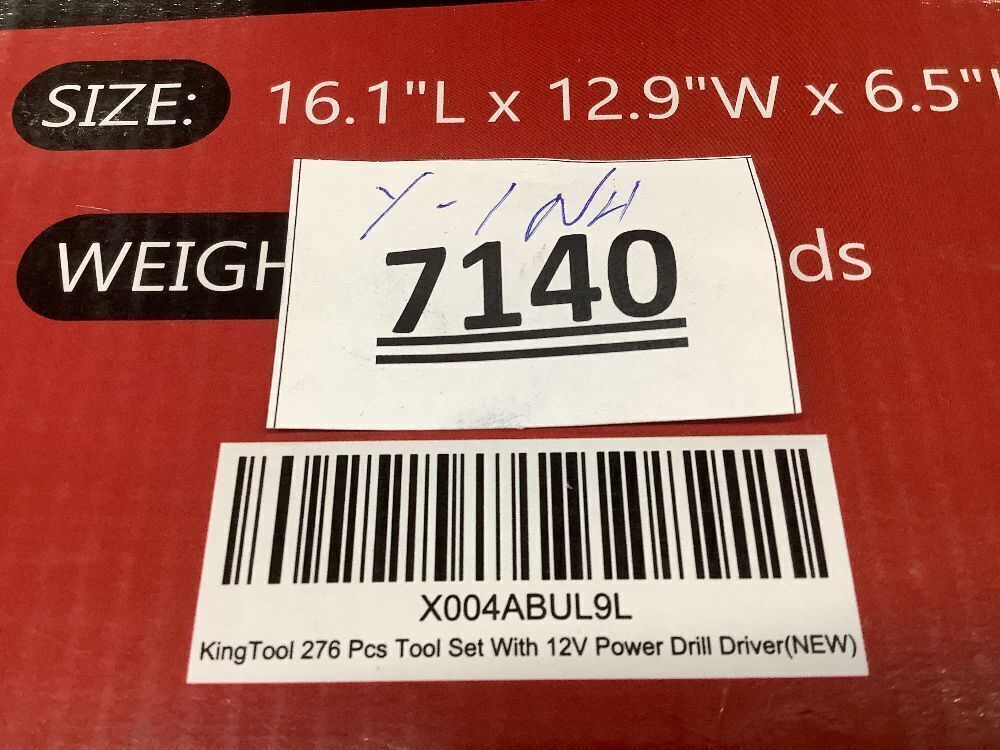 SIZE: 16.1"L x 12.9"W x 6.5"
WEIGH ds
Y-1 NH
7140
X004ABUL9L
KingTool 276 Pcs Tool Set With 12V Power Drill Driver(NEW)